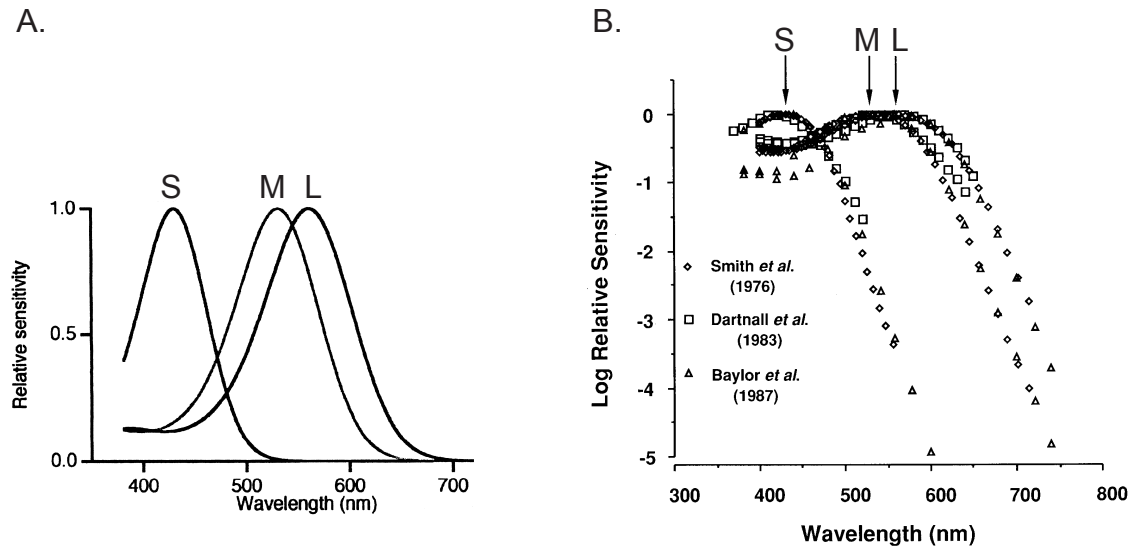 A.
S M L
1.0
0.5
0.0
Relative sensitivity
400 500 600 700
Wavelength (nm)
B.
S M L
0
-1
-2
-3
-4
-5
Log Relative Sensitivity
Smith et al.
(1976)
Dartnall et al.
(1983)
Baylor et al.
(1987)
300 400 500 600 700 800
Wavelength (nm)